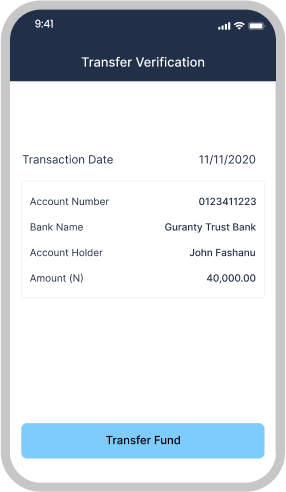 9:41
Transfer Verification
Transaction Date 11/11/2020
Account Number 0123411223
Bank Name Guranty Trust Bank
Account Holder John Fashanu
Amount (N) 40,000.00
Transfer Fund